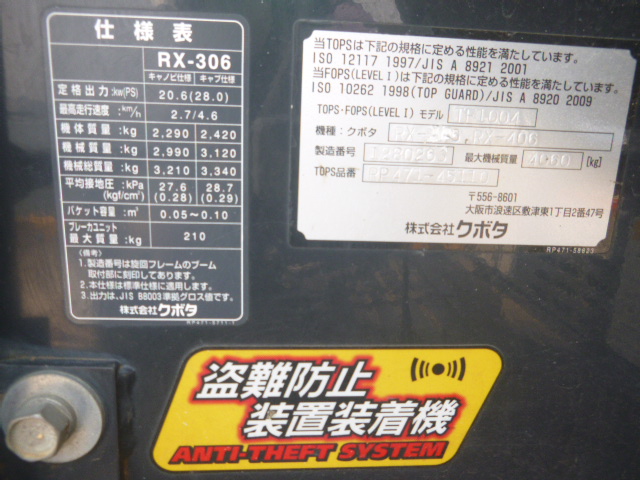 仕様表
RX-306
キャノピ仕様 キャブ仕様
定格出力:kW(PS) 20.6(28.0)
最高走行速度:km/h 2.7/4.6
機体質量:kg 2,290 2,420
機械質量:kg 2,990 3,120
機械総質量:kg 3,210 3,340
平均接地圧:kPa(kgf/cm²) 27.6(0.28) 28.7(0.29)
バケット容量:m³ 0.05〜0.10
ブレーカユニット最大質量:kg 210
(備考)
1.製造番号は旋回フレームのブーム
取付部に刻印してあります。
2.本仕様は標準仕様に適用します。
3.出力は、JIS B8003準拠グロス値です。
株式会社クボタ
RP471-5711-1
当TOPSは下記の規格に定める性能を満たしています。
ISO 12117 1997/JIS A 8921 2001
当FOPS(LEVEL I)は下記の規格に定める性能を満たしています。
ISO 10262 1998(TOP GUARD)/JIS A 8920 2009
TOPS・FOPS(LEVEL I) モデル
機種:クボタ RX-406
製造番号 最大機械質量 4060 [kg]
TOPS品番
〒556-8601
大阪市浪速区敷津東1丁目2番47号
株式会社クボタ
盗難防止
装置装着機
ANTI-THEFT SYSTEM